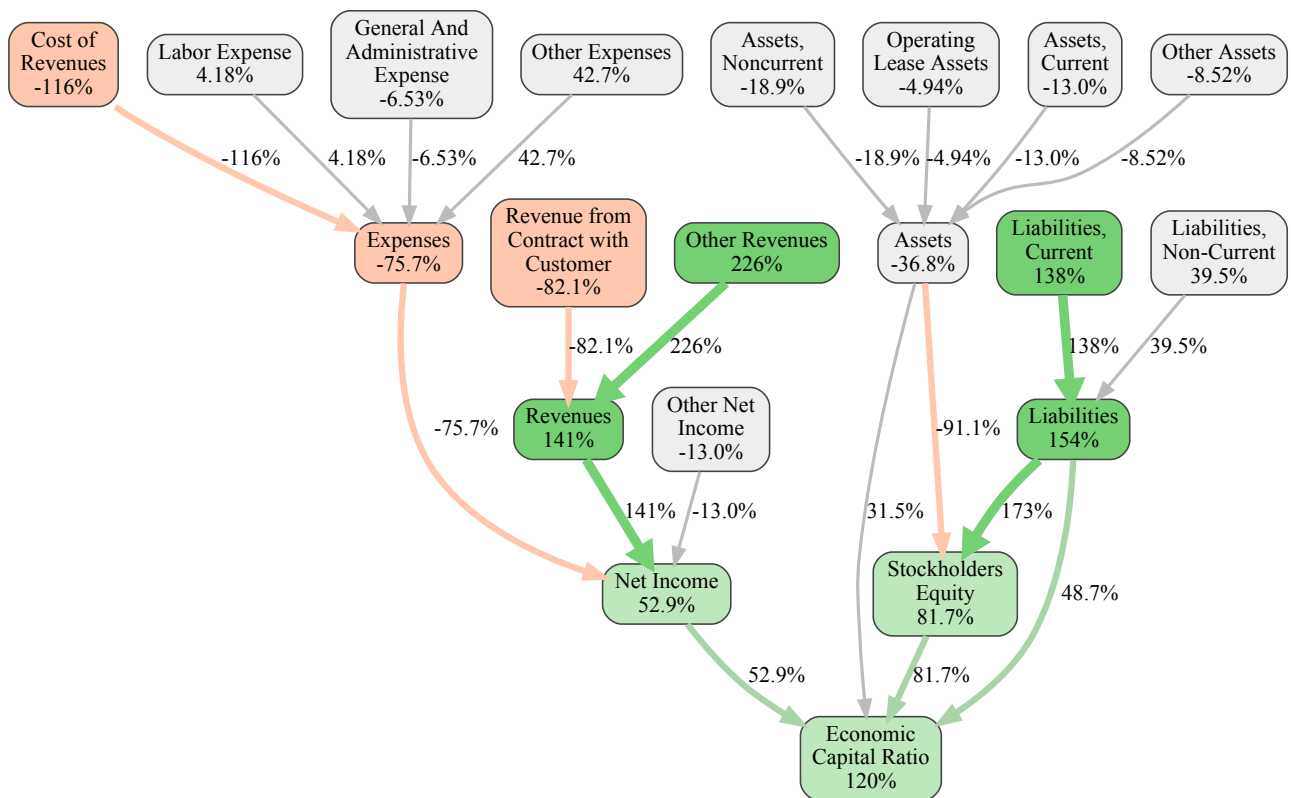 Cost of
Revenues
-116%
Labor Expense
4.18%
General And
Administrative
Expense
-6.53%
Other Expenses
42.7%
Assets,
Noncurrent
-18.9%
Operating
Lease Assets
-4.94%
Assets,
Current
-13.0%
Other Assets
-8.52%
-116%
4.18%
-6.53%
42.7%
-18.9%
-4.94%
-13.0%
-8.52%
Expenses
-75.7%
Revenue from
Contract with
Customer
-82.1%
Other Revenues
226%
Assets
-36.8%
Liabilities,
Current
138%
Liabilities,
Non-Current
39.5%
-82.1%
226%
138%
39.5%
-75.7%
Revenues
141%
Other Net
Income
-13.0%
-91.1%
Liabilities
154%
141%
-13.0%
31.5%
173%
Net Income
52.9%
Stockholders
Equity
81.7%
48.7%
52.9%
81.7%
Economic
Capital Ratio
120%